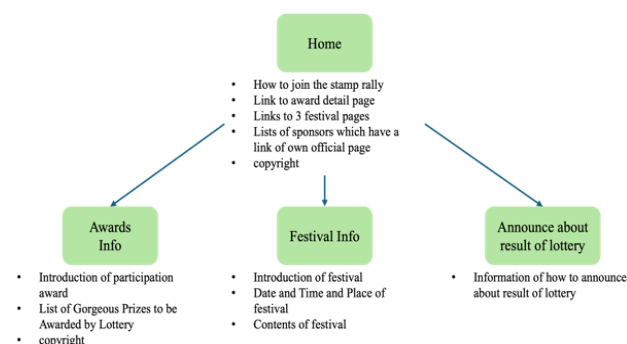 Home
• How to join the stamp rally
• Link to award detail page
• Links to 3 festival pages
• Lists of sponsors which have a
link of own official page
• copyright
Awards
Info
• Introduction of participation
award
• List of Gorgeous Prizes to be
Awarded by Lottery
• copyright
Festival Info
• Introduction of festival
• Date and Time and Place of
festival
• Contents of festival
Announce about
result of lottery
• Information of how to announce
about result of lottery